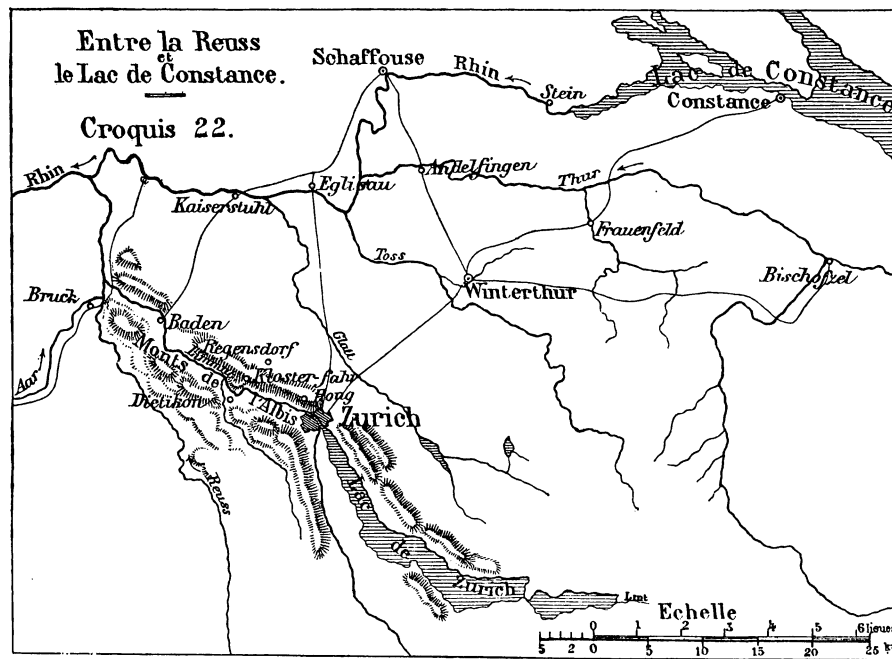 Entre la Reuss
et
le Lac de Constance.
Croquis 22.
Schaffouse
Rhin
Stein
Lac de Constance
Constance
Rhin
Kaiserstuhl
Eglisau
Andelfingen
Thur
Frauenfeld
Toss
Winterthur
Bischofzel
Bruck
Baden
Aar
Monts de l'Albis
Regensdorf
Kloster-fahr
Glatt
Dietikon
Hong
Zurich
Reuss
Lac de Zurich
Lint
Echelle
0 1 2 3 4 5 6 lieues
5 2 0 5 10 15 20 25 k